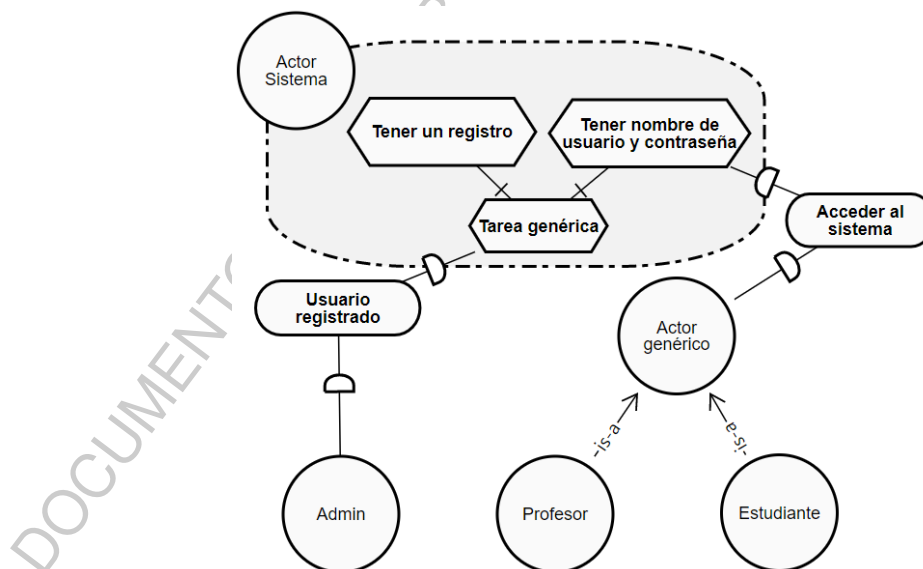 Actor
Sistema
Tener un registro
Tener nombre de
usuario y contraseña
Tarea genérica
Acceder al
sistema
Usuario
registrado
Actor
genérico
-is-a-
-is-a-
Admin
Profesor
Estudiante
DOCUMENTO